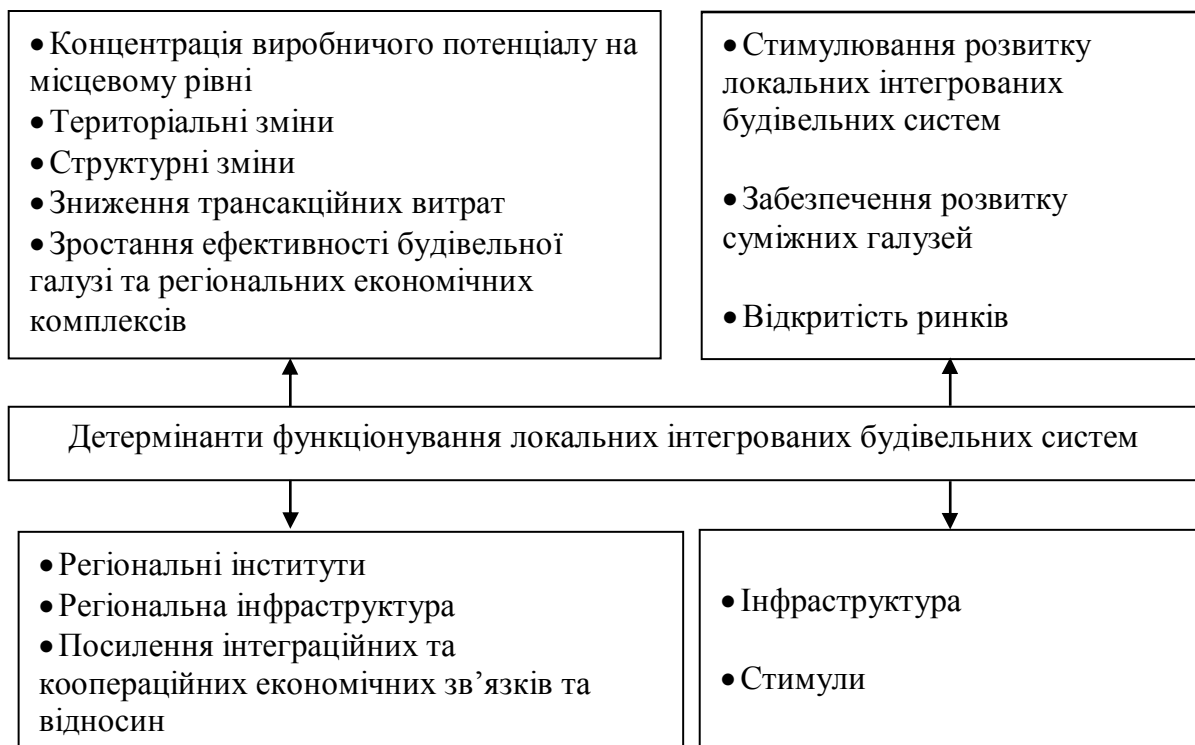 • Концентрація виробничого потенціалу на
місцевому рівні
• Територіальні зміни
• Структурні зміни
• Зниження трансакційних витрат
• Зростання ефективності будівельної
галузі та регіональних економічних
комплексів
• Стимулювання розвитку
локальних інтегрованих
будівельних систем
• Забезпечення розвитку
суміжних галузей
• Відкритість ринків
Детермінанти функціонування локальних інтегрованих будівельних систем
• Регіональні інститути
• Регіональна інфраструктура
• Посилення інтеграційних та
коопераційних економічних зв’язків та
відносин
• Інфраструктура
• Стимули